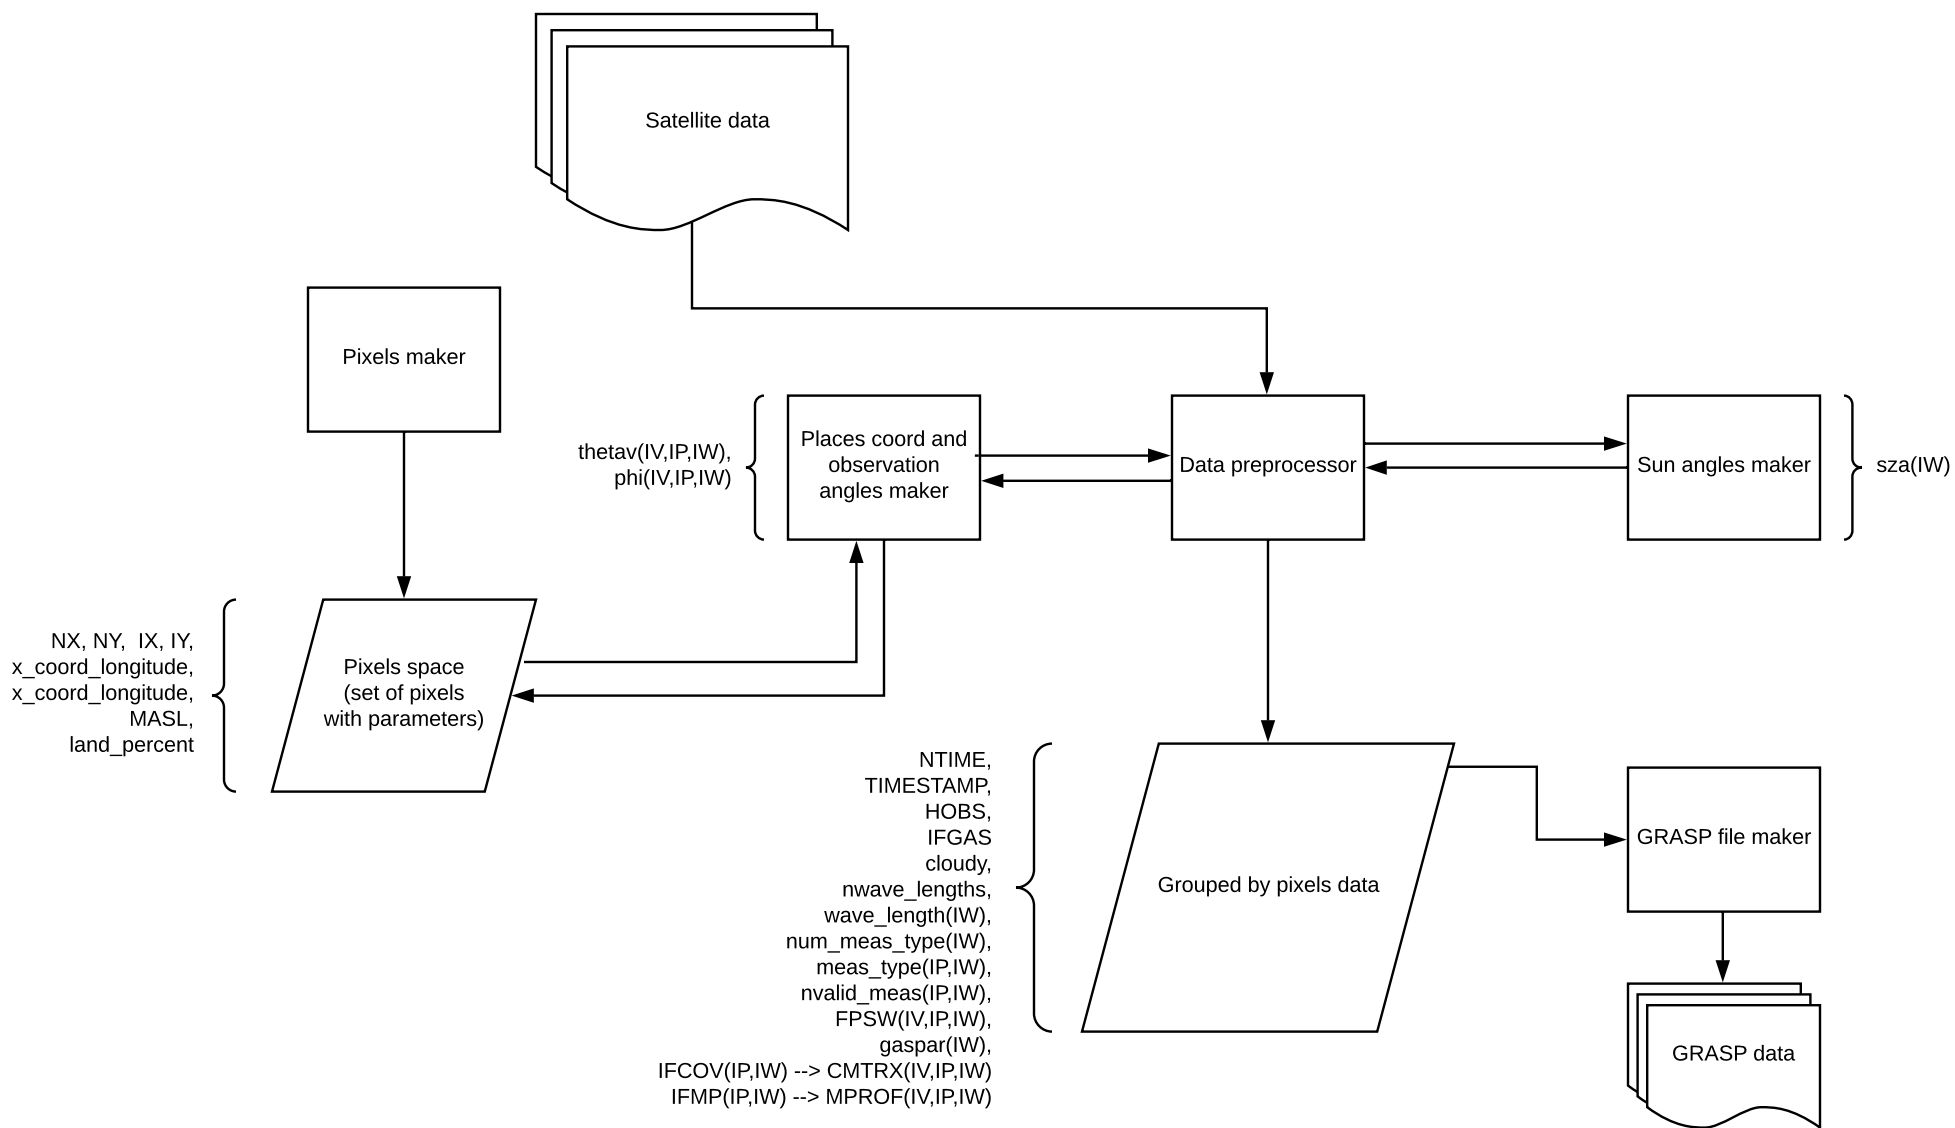 Satellite data
Pixels maker
thetav(IV,IP,IW),
phi(IV,IP,IW)
Places coord and
observation
angles maker
Data preprocessor
Sun angles maker
sza(IW)
NX, NY,  IX, IY,
x_coord_longitude,
x_coord_longitude,
MASL,
land_percent
Pixels space
(set of pixels
with parameters)
NTIME,
TIMESTAMP,
HOBS,
IFGAS
cloudy,
nwave_lengths,
wave_length(IW),
num_meas_type(IW),
meas_type(IP,IW),
nvalid_meas(IP,IW),
FPSW(IV,IP,IW),
gaspar(IW),
IFCOV(IP,IW) --> CMTRX(IV,IP,IW)
IFMP(IP,IW) --> MPROF(IV,IP,IW)
Grouped by pixels data
GRASP file maker
GRASP data